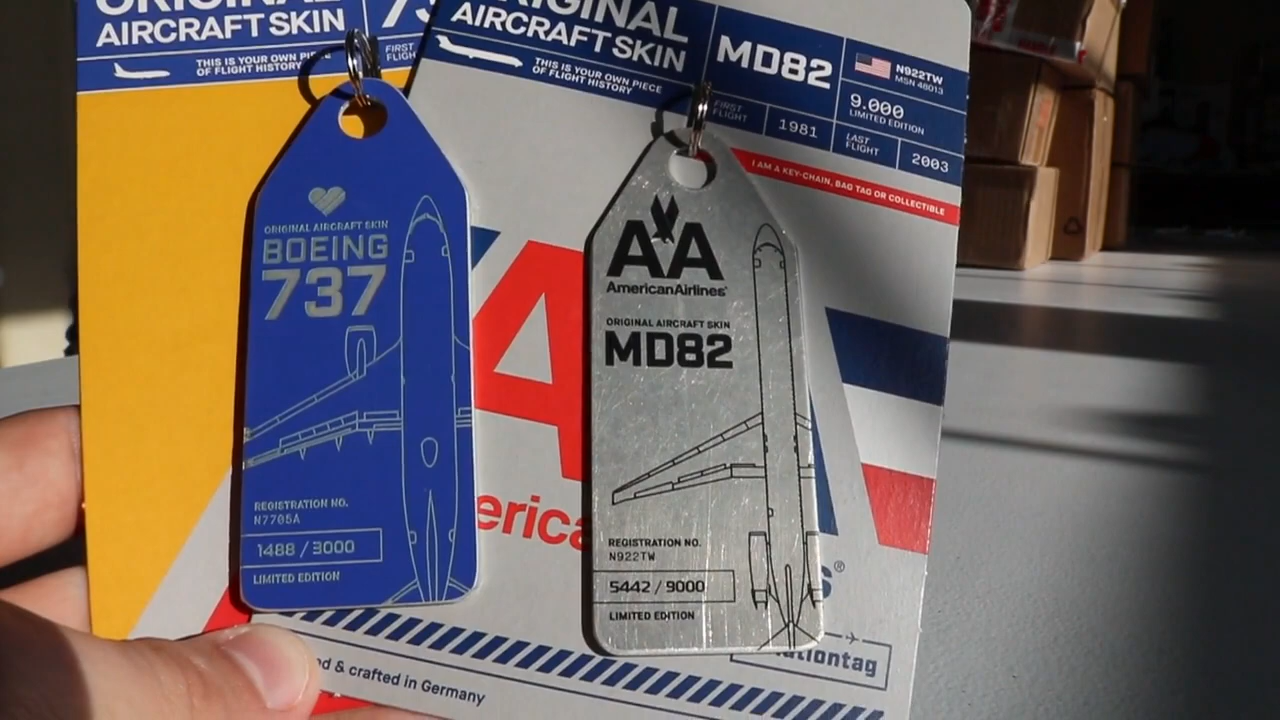 ORIGINAL
AIRCRAFT SKIN
THIS IS YOUR OWN PIECE
OF FLIGHT HISTORY
FIRST
ORIGINAL
AIRCRAFT SKIN
THIS IS YOUR OWN PIECE
OF FLIGHT HISTORY
MD82
N922TW
MSN 48013
9.000
LIMITED EDITION
FIRST
FLIGHT
1981
LAST
FLIGHT
2003
I AM A KEY-CHAIN, BAG TAG OR COLLECTIBLE
ORIGINAL AIRCRAFT SKIN
BOEING
737
REGISTRATION NO.
N7705A
1488 / 3000
LIMITED EDITION
AA
AmericanAirlines®
ORIGINAL AIRCRAFT SKIN
MD82
REGISTRATION NO.
N922TW
5442 / 9000
LIMITED EDITION
& crafted in Germany